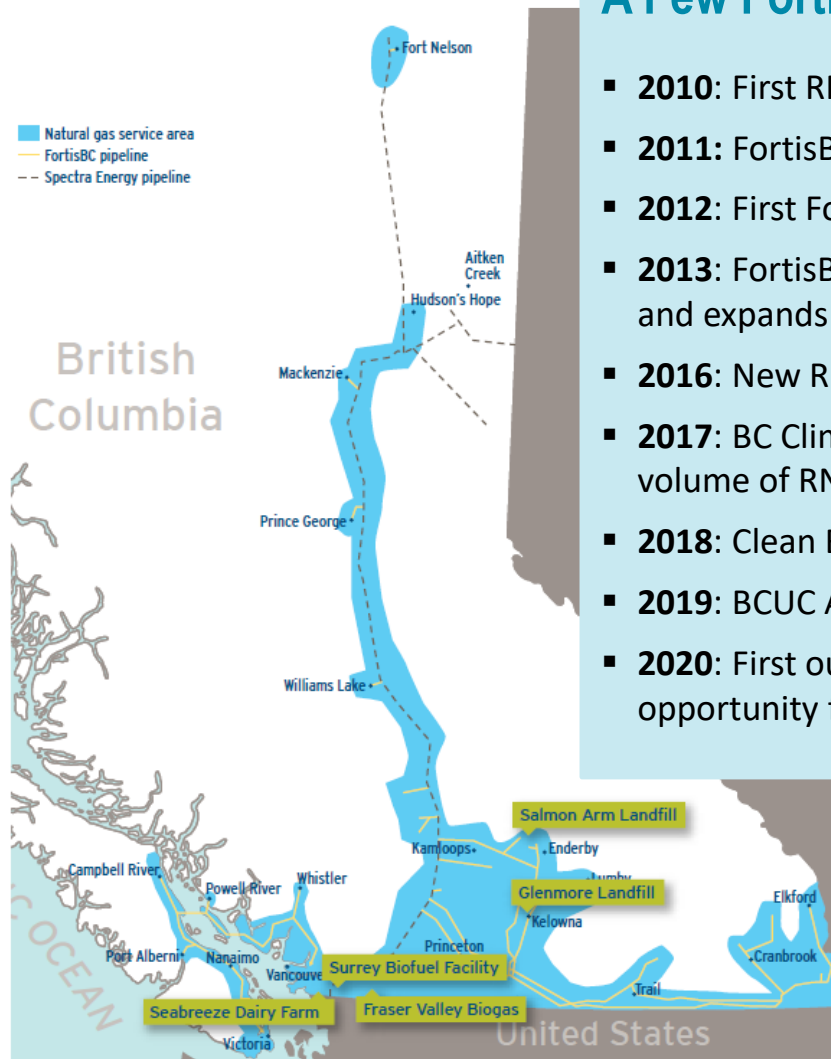 A Few Forti
▪ 2010: First R
▪ 2011: FortisB
▪ 2012: First Fo
▪ 2013: FortisB
and expands
▪ 2016: New R
▪ 2017: BC Clin
volume of RN
▪ 2018: Clean
▪ 2019: BCUC
▪ 2020: First ou
opportunity
Natural gas service area
FortisBC pipeline
Spectra Energy pipeline
Fort Nelson
Aitken
Creek
Hudson's Hope
British
Columbia
Mackenzie
Prince George
Williams Lake
Salmon Arm Landfill
Kamloops
Enderby
Lumby
Glenmore Landfill
Kelowna
Campbell River
Powell River
Whistler
Elkford
Princeton
Cranbrook
Port Alberni
Nanaimo
Vancouve
Surrey Biofuel Facility
Trail
Seabreeze Dairy Farm
Fraser Valley Biogas
Victoria
United States
C OCEAN